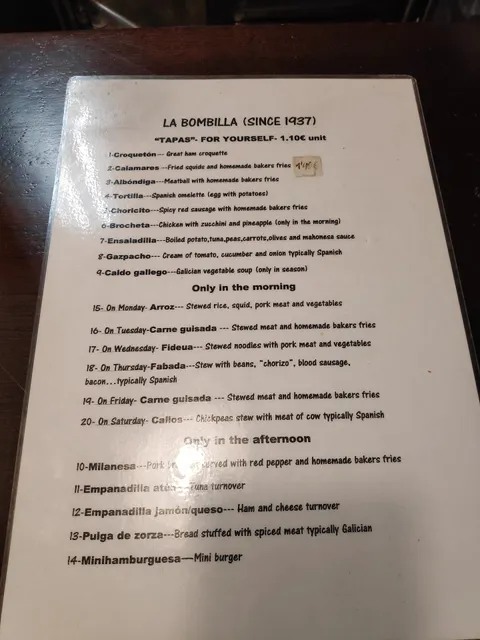 LA BOMBILLA (SINCE 1937)
"TAPAS"- FOR YOURSELF- 1.10€ unit
1-Croquetón--- Great ham croquette
2-Calamares ---Fried squids and homemade bakers fries
3-Albóndiga---Meatball with homemade bakers fries
4-Tortilla---Spanish omelette (egg with potatoes)
5-Choricito---Spisy red sausage with homemade bakers fries
6-Brocheta---Chicken with zucchini and pineapple (only in the morning)
7-Ensaladilla---Boiled potato,tuna,peas,carrots,olives and mahonesa sauce
8-Gazpacho--- Cream of tomato, cucumber and onion typically Spanish
9-Caldo gallego---Galician vegetable soup (only in season)
Only in the morning
15- On Monday- Arroz--- Stewed rice, squid, pork meat and vegetables
16- On Tuesday-Carne guisada --- Stewed meat and homemade bakers fries
17- On Wednesday- Fideua--- Stewed noodles with pork meat and vegetables
18- On Thursday-Fabada---Stew with beans, "chorizo", blood sausage,
bacon...typically Spanish
19- On Friday- Carne guisada --- Stewed meat and homemade bakers fries
20- On Saturday- Callos--- Chickpeas stew with meat of cow typically Spanish
Only in the afternoon
10-Milanesa---Pork served with red pepper and homemade bakers fries
11-Empanadilla atún---Tuna turnover
12-Empanadilla jamón/queso--- Ham and cheese turnover
13-Pulga de zorza---Bread stuffed with spiced meat typically Galician
14-Minihamburguesa---Mini burger